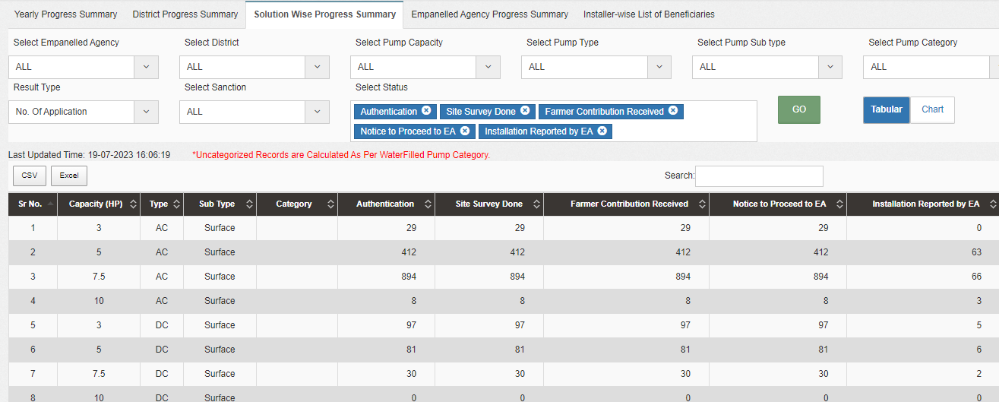 Yearly Progress Summary District Progress Summary Solution Wise Progress Summary Empanelled Agency Progress Summary Installer-wise List of Beneficiaries
Select Empanelled Agency Select District Select Pump Capacity Select Pump Type Select Pump Sub type Select Pump Category
ALL ALL ALL ALL ALL ALL
Result Type Select Sanction Select Status
No. Of Application ALL Authentication Site Survey Done Farmer Contribution Received GO Tabular Chart
Notice to Proceed to EA Installation Reported by EA
Last Updated Time: 19-07-2023 16:06:19 *Uncategorized Records are Calculated As Per WaterFilled Pump Category.
CSV Excel Search:
Sr No. Capacity (HP) Type Sub Type Category Authentication Site Survey Done Farmer Contribution Received Notice to Proceed to EA Installation Reported by EA
1 3 AC Surface 29 29 29 29 0
2 5 AC Surface 412 412 412 412 63
3 7.5 AC Surface 894 894 894 894 66
4 10 AC Surface 8 8 8 8 3
5 3 DC Surface 97 97 97 97 5
6 5 DC Surface 81 81 81 81 6
7 7.5 DC Surface 30 30 30 30 2
8 10 DC Surface 0 0 0 0 0